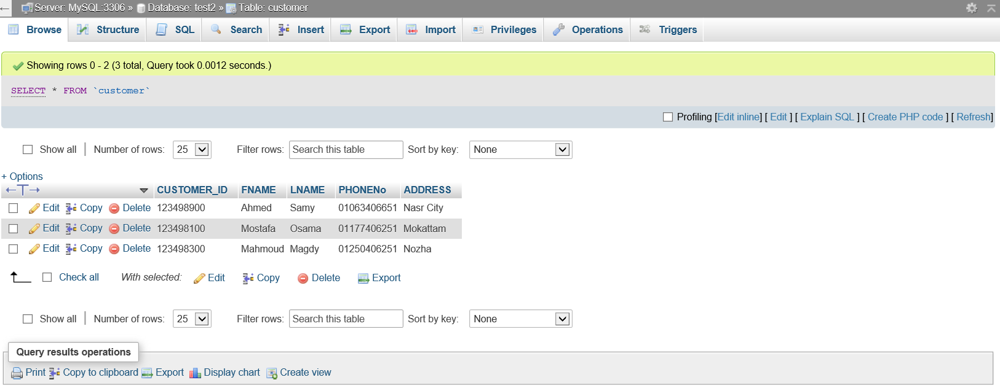 Server: MySQL:3306 » Database: test2 » Table: customer
Browse Structure SQL Search Insert Export Import Privileges Operations Triggers
Showing rows 0 - 2 (3 total, Query took 0.0012 seconds.)
SELECT * FROM `customer`
Profiling [Edit inline] [ Edit ] [ Explain SQL ] [ Create PHP code ] [ Refresh]
Show all Number of rows: 25 Filter rows: Search this table Sort by key: None
+ Options
CUSTOMER_ID FNAME LNAME PHONENo ADDRESS
Edit Copy Delete 123498900 Ahmed Samy 01063406651 Nasr City
Edit Copy Delete 123498100 Mostafa Osama 01177406251 Mokattam
Edit Copy Delete 123498300 Mahmoud Magdy 01250406251 Nozha
Check all With selected: Edit Copy Delete Export
Show all Number of rows: 25 Filter rows: Search this table Sort by key: None
Query results operations
Print Copy to clipboard Export Display chart Create view